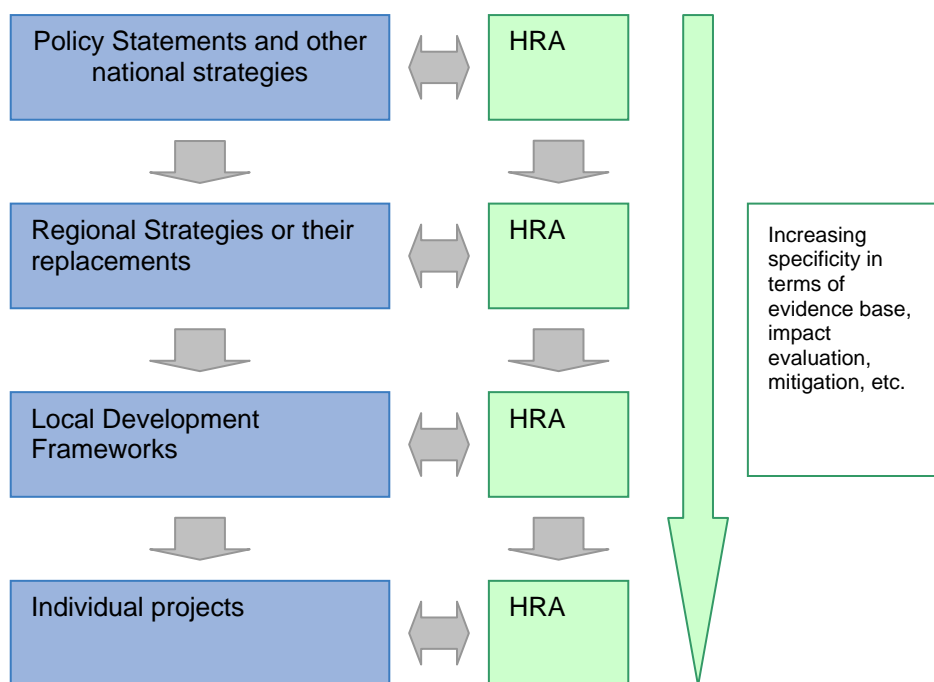 Policy Statements and other
national strategies
HRA
Regional Strategies or their
replacements
HRA
Increasing
specificity in
terms of
evidence base,
impact
evaluation,
mitigation, etc.
Local Development
Frameworks
HRA
Individual projects
HRA